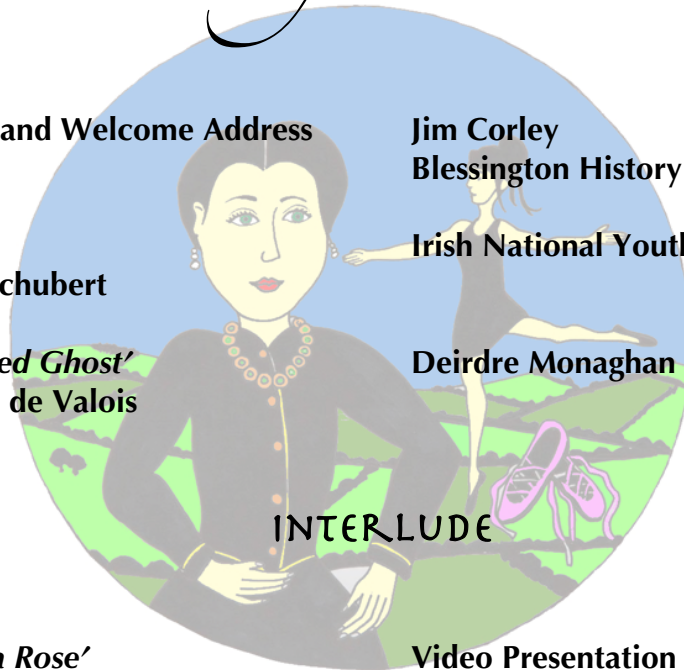 and Welcome Address
Jim Corley
Blessington History
Irish National Youth
chubert
ed Ghost’
de Valois
Deirdre Monaghan
INTERLUDE
Rose’
Video Presentation